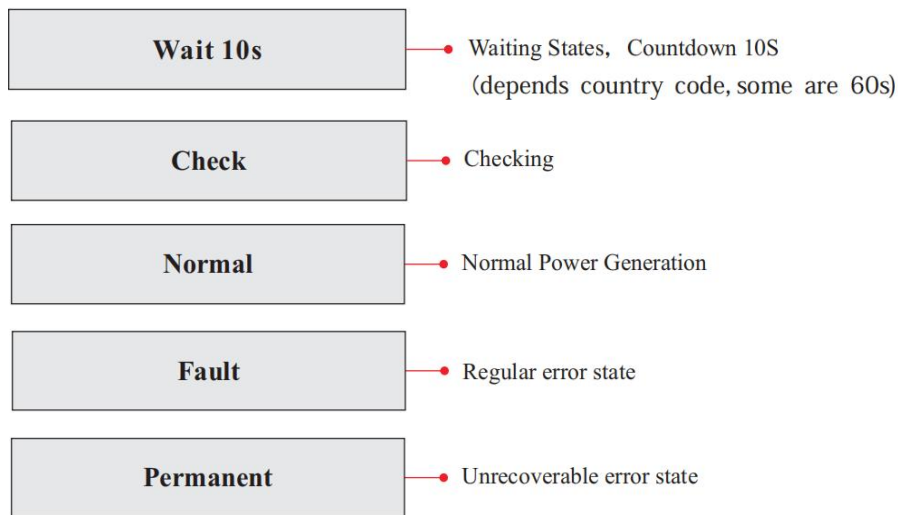 Wait 10s
Waiting States, Countdown 10S
(depends country code, some are 60s)
Check
Checking
Normal
Normal Power Generation
Fault
Regular error state
Permanent
Unrecoverable error state